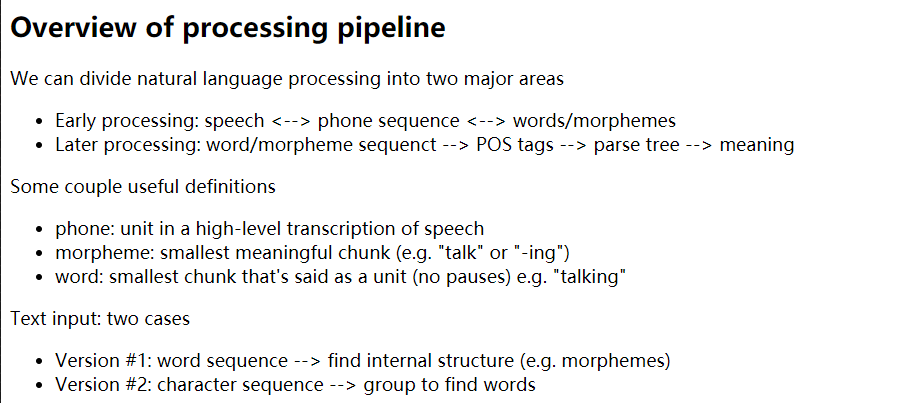 Overview of processing pipeline
We can divide natural language processing into two major areas
• Early processing: speech <--> phone sequence <--> words/morphemes
• Later processing: word/morpheme sequenct --> POS tags --> parse tree --> meaning
Some couple useful definitions
• phone: unit in a high-level transcription of speech
• morpheme: smallest meaningful chunk (e.g. "talk" or "-ing")
• word: smallest chunk that's said as a unit (no pauses) e.g. "talking"
Text input: two cases
• Version #1: word sequence --> find internal structure (e.g. morphemes)
• Version #2: character sequence --> group to find words